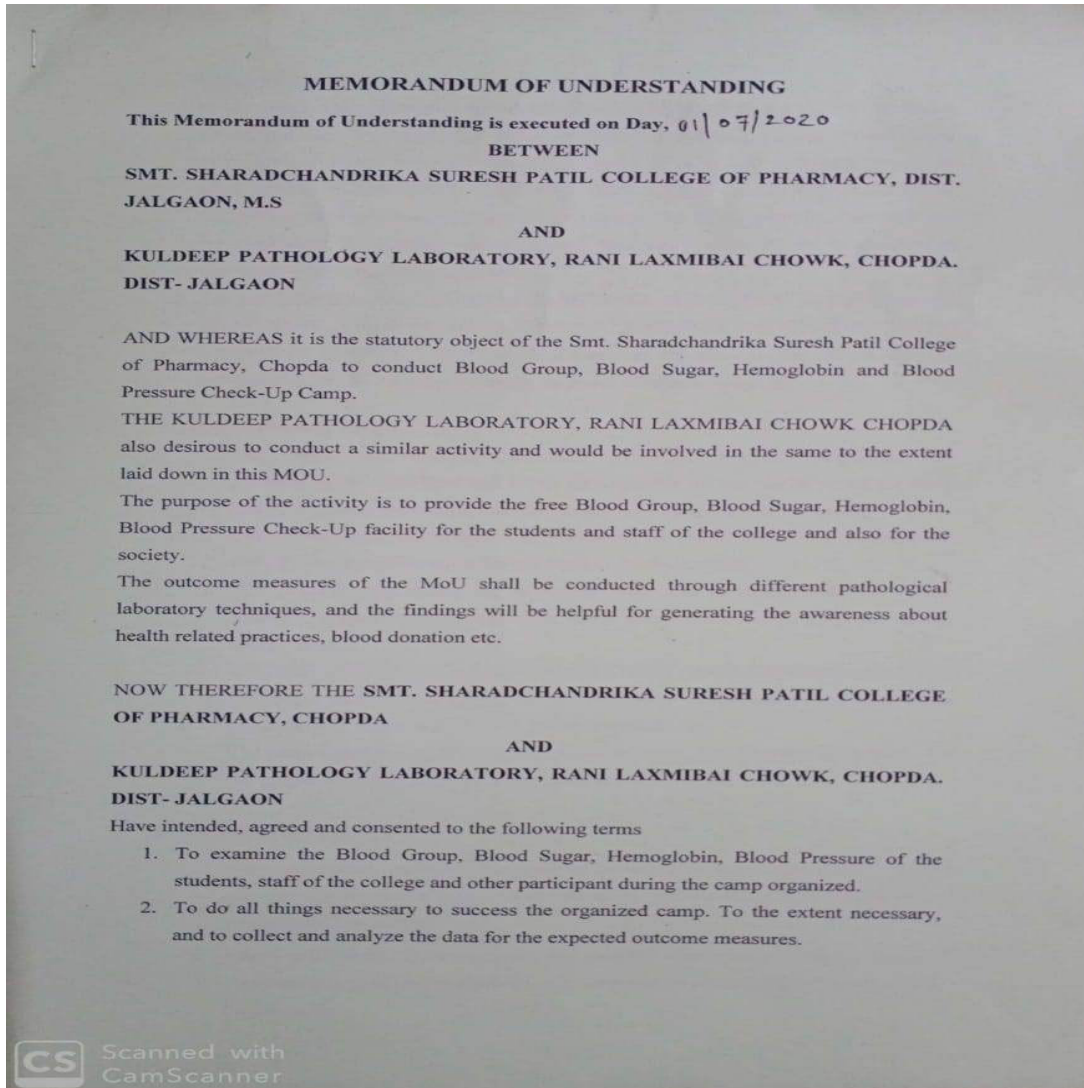 MEMORANDUM OF UNDERSTANDING
This Memorandum of Understanding is executed on Day, 01/07/2020
BETWEEN
SMT. SHARADCHANDRIKA SURESH PATIL COLLEGE OF PHARMACY, DIST.
JALGAON, M.S
AND
KULDEEP PATHOLOGY LABORATORY, RANI LAXMIBAI CHOWK, CHOPDA.
DIST- JALGAON
AND WHEREAS it is the statutory object of the Smt. Sharadchandrika Suresh Patil College
of Pharmacy, Chopda to conduct Blood Group, Blood Sugar, Hemoglobin and Blood
Pressure Check-Up Camp.
THE KULDEEP PATHOLOGY LABORATORY, RANI LAXMIBAI CHOWK CHOPDA
also desirous to conduct a similar activity and would be involved in the same to the extent
laid down in this MOU.
The purpose of the activity is to provide the free Blood Group, Blood Sugar, Hemoglobin,
Blood Pressure Check-Up facility for the students and staff of the college and also for the
society.
The outcome measures of the MoU shall be conducted through different pathological
laboratory techniques, and the findings will be helpful for generating the awareness about
health related practices, blood donation etc.
NOW THEREFORE THE SMT. SHARADCHANDRIKA SURESH PATIL COLLEGE
OF PHARMACY, CHOPDA
AND
KULDEEP PATHOLOGY LABORATORY, RANI LAXMIBAI CHOWK, CHOPDA.
DIST- JALGAON
Have intended, agreed and consented to the following terms
1. To examine the Blood Group, Blood Sugar, Hemoglobin, Blood Pressure of the
students, staff of the college and other participant during the camp organized.
2. To do all things necessary to success the organized camp. To the extent necessary,
and to collect and analyze the data for the expected outcome measures.
CS Scanned with
CamScanner